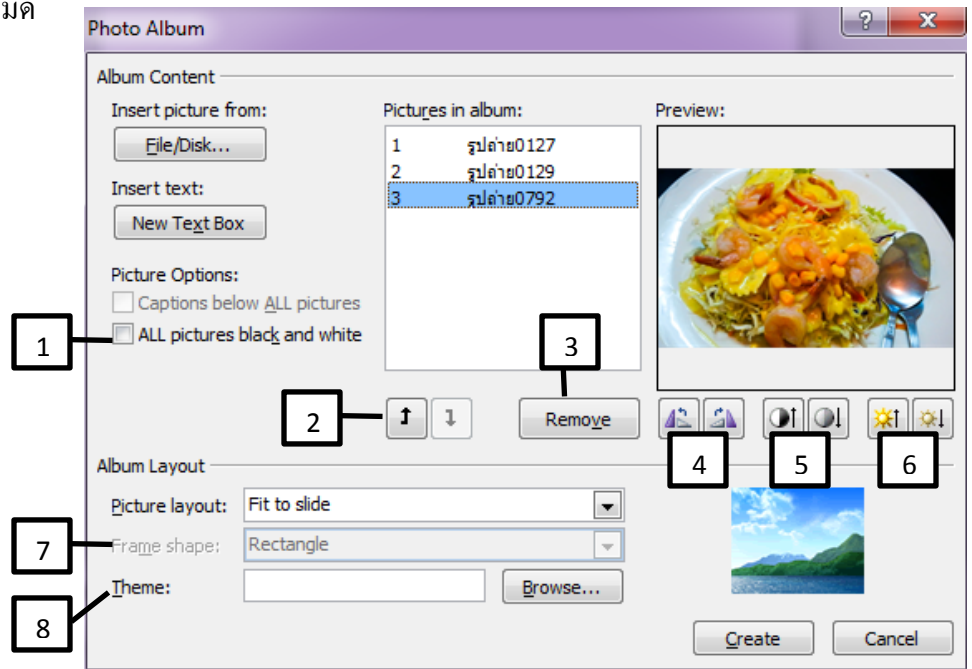 มด
Photo Album
Album Content
Insert picture from:
File/Disk...
Insert text:
New Text Box
Picture Options:
Captions below ALL pictures
ALL pictures black and white
1
Pictures in album:
1 รูปถ่าย0127
2 รูปถ่าย0129
3 รูปถ่าย0792
2
3
Remove
Preview:
4
5
6
Album Layout
Picture layout: Fit to slide
7
Frame shape: Rectangle
8
Theme:
Browse...
Create
Cancel